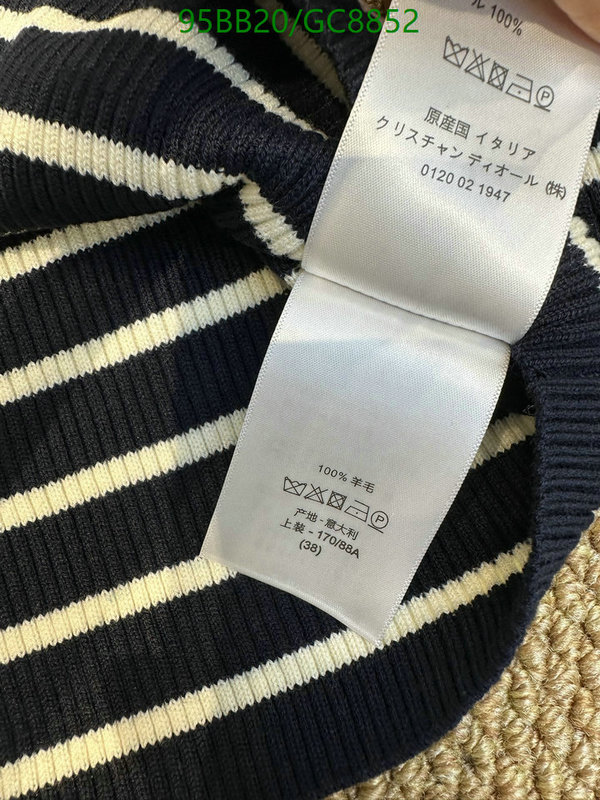 95BB20/GC8852
ル 100%
原産国 イタリア
クリスチャン ディオール (株)
0120 02 1947
100% 羊毛
产地 - 意大利
上装 - 170/88A
(38)